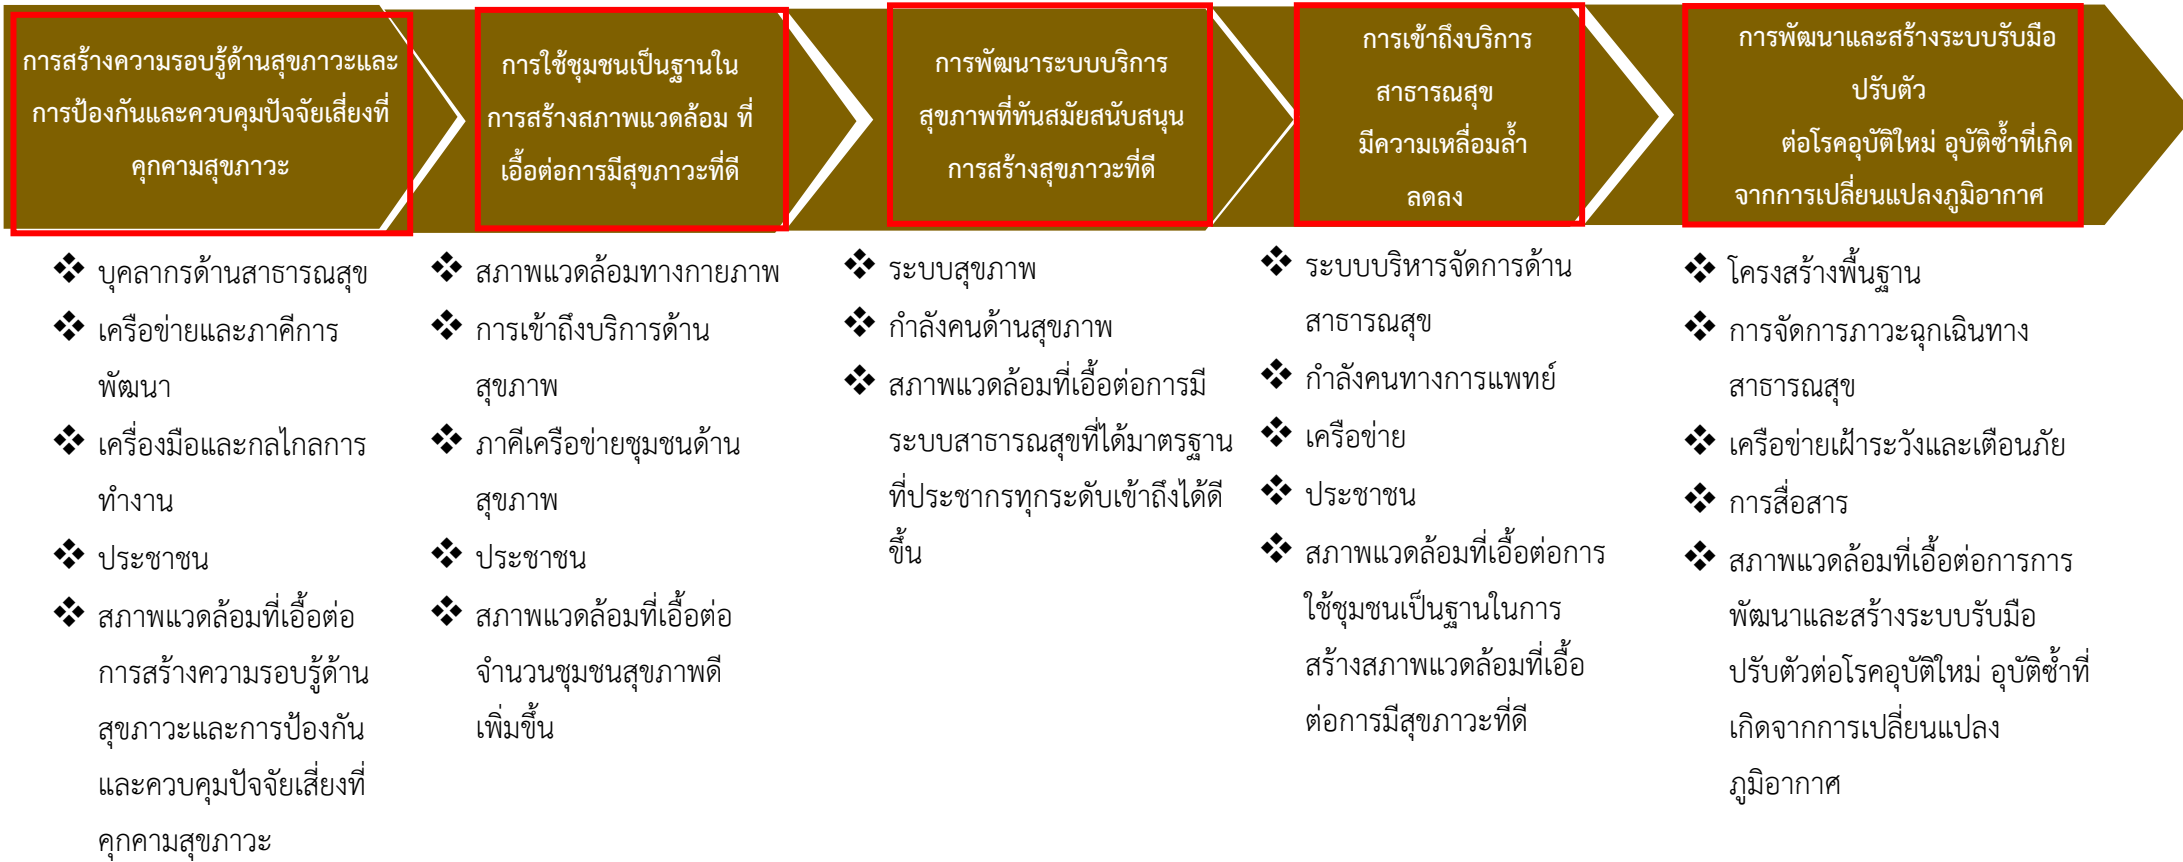 การสร้างความรอบรู้ด้านสุขภาวะและ
การป้องกันและควบคุมปัจจัยเสี่ยงที่
คุกคามสุขภาวะ
การใช้ชุมชนเป็นฐานใน
การสร้างสภาพแวดล้อม ที่
เอื้อต่อการมีสุขภาวะที่ดี
การพัฒนาระบบบริการ
สุขภาพที่ทันสมัยสนับสนุน
การสร้างสุขภาวะที่ดี
การเข้าถึงบริการ
สาธารณสุข
มีความเหลื่อมล้ำ
ลดลง
การพัฒนาและสร้างระบบรับมือ
ปรับตัว
ต่อโรคอุบัติใหม่ อุบัติซ้ำที่เกิด
จากการเปลี่ยนแปลงภูมิอากาศ
❖ บุคลากรด้านสาธารณสุข
❖ เครือข่ายและภาคีการ
พัฒนา
❖ เครื่องมือและกลไกลการ
ทำงาน
❖ ประชาชน
❖ สภาพแวดล้อมที่เอื้อต่อ
การสร้างความรอบรู้ด้าน
สุขภาวะและการป้องกัน
และควบคุมปัจจัยเสี่ยงที่
คุกคามสุขภาวะ
❖ สภาพแวดล้อมทางกายภาพ
❖ การเข้าถึงบริการด้าน
สุขภาพ
❖ ภาคีเครือข่ายชุมชนด้าน
สุขภาพ
❖ ประชาชน
❖ สภาพแวดล้อมที่เอื้อต่อ
จำนวนชุมชนสุขภาพดี
เพิ่มขึ้น
❖ ระบบสุขภาพ
❖ กำลังคนด้านสุขภาพ
❖ สภาพแวดล้อมที่เอื้อต่อการมี
ระบบสาธารณสุขที่ได้มาตรฐาน
ที่ประชากรทุกระดับเข้าถึงได้ดี
ขึ้น
❖ ระบบบริหารจัดการด้าน
สาธารณสุข
❖ กำลังคนทางการแพทย์
❖ เครือข่าย
❖ ประชาชน
❖ สภาพแวดล้อมที่เอื้อต่อการ
ใช้ชุมชนเป็นฐานในการ
สร้างสภาพแวดล้อมที่เอื้อ
ต่อการมีสุขภาวะที่ดี
❖ โครงสร้างพื้นฐาน
❖ การจัดการภาวะฉุกเฉินทาง
สาธารณสุข
❖ เครือข่ายเฝ้าระวังและเตือนภัย
❖ การสื่อสาร
❖ สภาพแวดล้อมที่เอื้อต่อการการ
พัฒนาและสร้างระบบรับมือ
ปรับตัวต่อโรคอุบัติใหม่ อุบัติซ้ำที่
เกิดจากการเปลี่ยนแปลง
ภูมิอากาศ